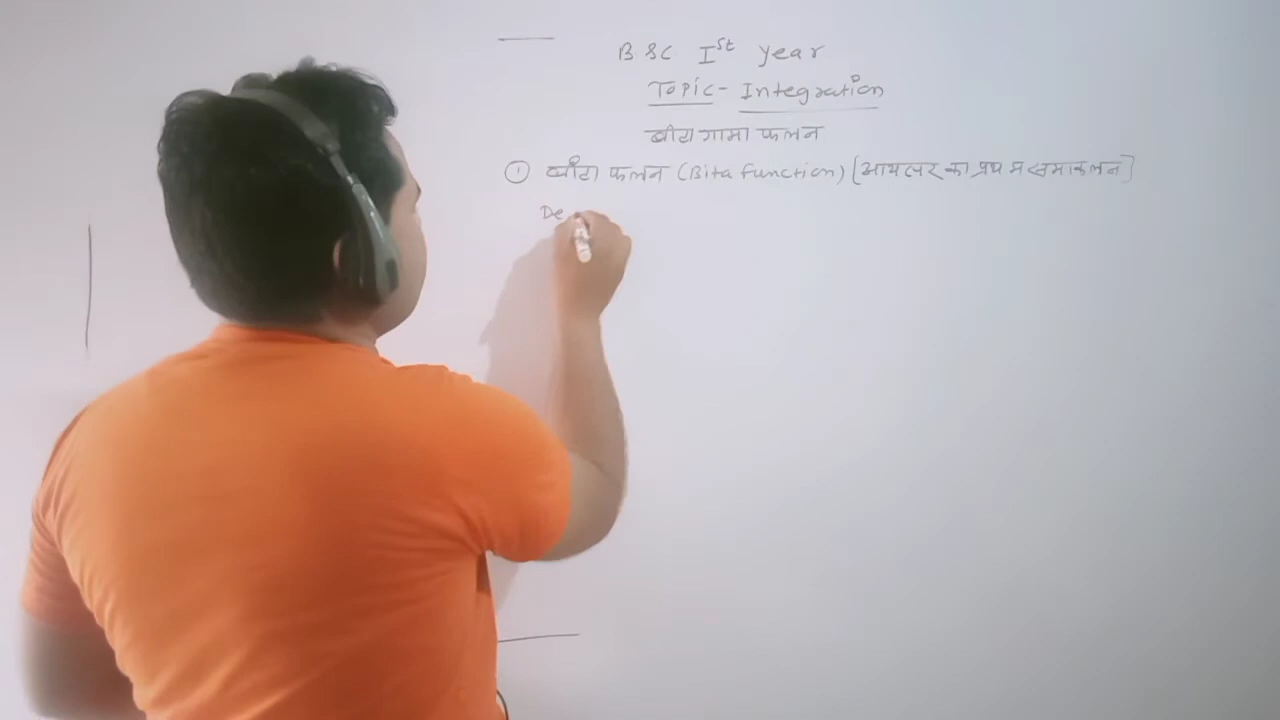 B.SC Ist year
Topic- Integration
बीटा गामा फलन
① बीटा फलन (Bita function) [आयलर का प्रथम समाकलन]
De